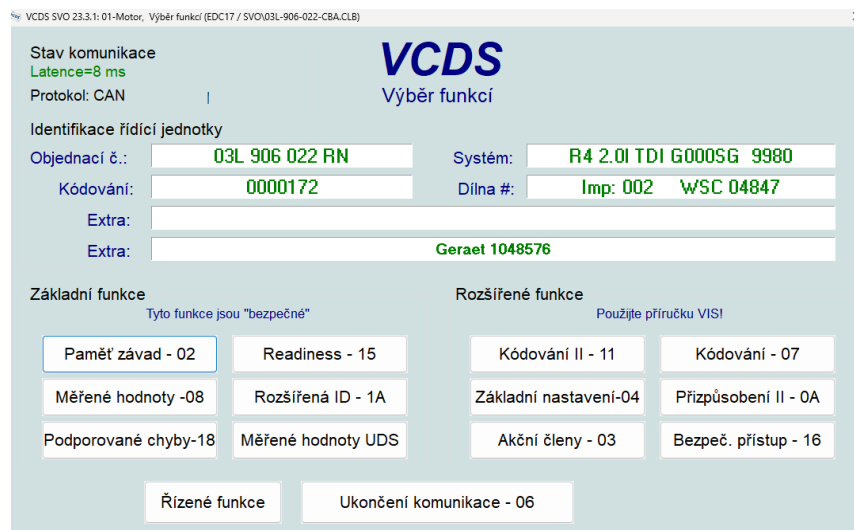 VCDS SVO 23.3.1: 01-Motor, Výběr funkcí (EDC17 / SVO\03L-906-022-CBA.CLB)
Stav komunikace
Latence=8 ms
Protokol: CAN
VCDS
Výběr funkcí
Identifikace řídící jednotky
Objednací č.: 03L 906 022 RN Systém: R4 2.0l TDI G000SG 9980
Kódování: 0000172 Dílna #: Imp: 002 WSC 04847
Extra:
Extra: Geraet 1048576
Základní funkce
Tyto funkce jsou "bezpečné"
Paměť závad - 02 Readiness - 15
Měřené hodnoty -08 Rozšířená ID - 1A
Podporované chyby-18 Měřené hodnoty UDS
Rozšířené funkce
Použijte příručku VIS!
Kódování II - 11 Kódování - 07
Základní nastavení-04 Přizpůsobení II - 0A
Akční členy - 03 Bezpeč. přístup - 16
Řízené funkce Ukončení komunikace - 06